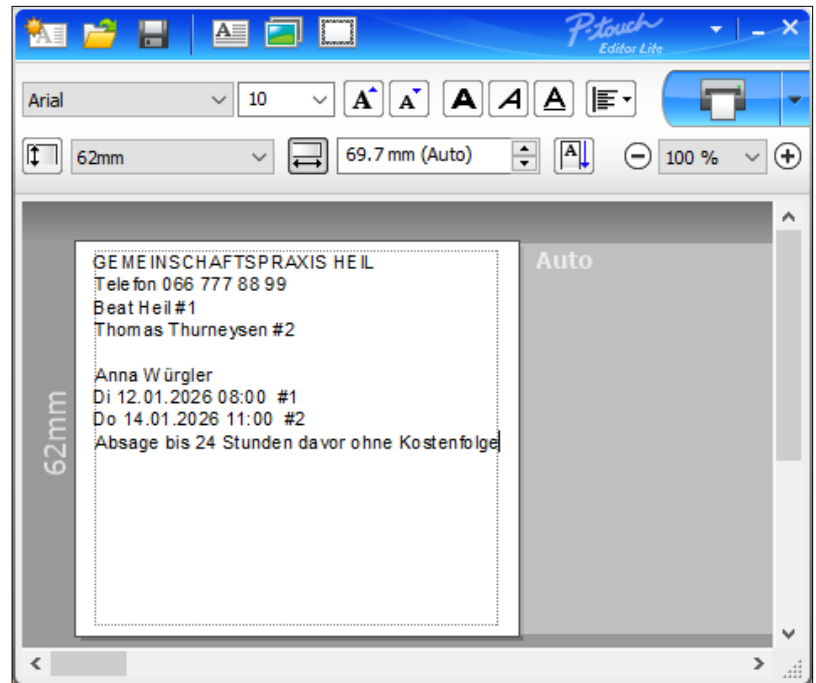 P-touch
Editor Lite
Arial
10
A
A
A
A
A
62mm
69.7 mm (Auto)
A
100 %
Auto
62mm
GEMEINSCHAFTSPRAXIS HEIL
Telefon 066 777 88 99
Beat Heil #1
Thomas Thurneysen #2
Anna Würgler
Di 12.01.2026 08:00  #1
Do 14.01.2026 11:00  #2
Absage bis 24 Stunden davor ohne Kostenfolge